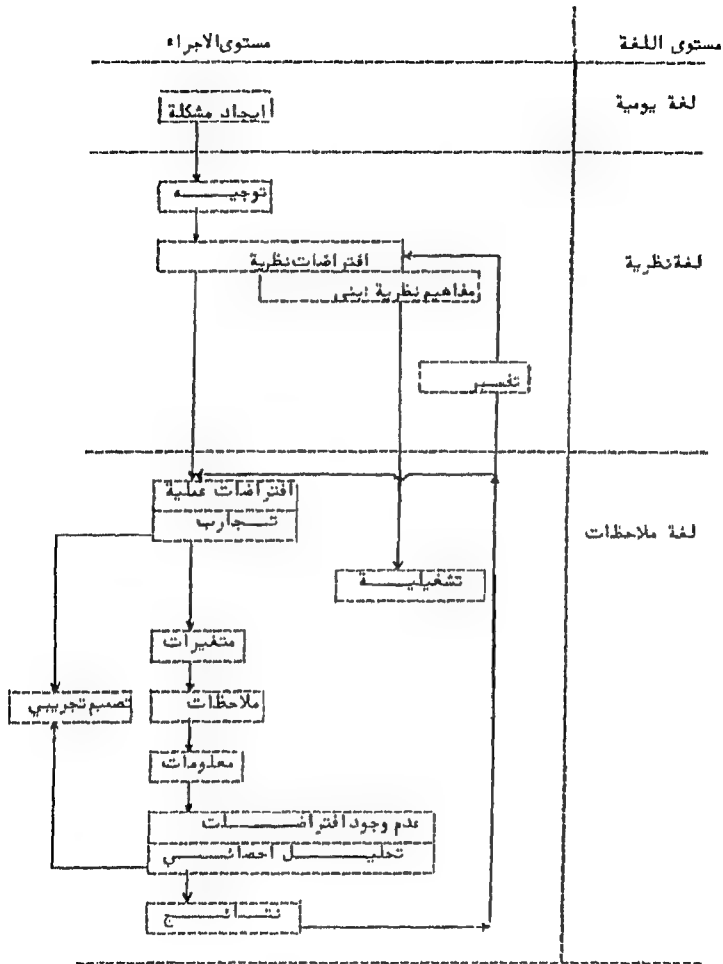 مستوى اللغة
مستوى الاجراء
لغة يومية
ايجاد مشكلة
توجيه
لغة نظرية
افتراضات نظرية
مفاهيم نظرية ابنى
تفسير
لغة ملاحظات
افتراضات عملية
تجارب
تشغيلية
متغيرات
ملاحظات
تصميم تجريبي
معلومات
عدم وجود افتراضات
تحليل احصائي
نتائج